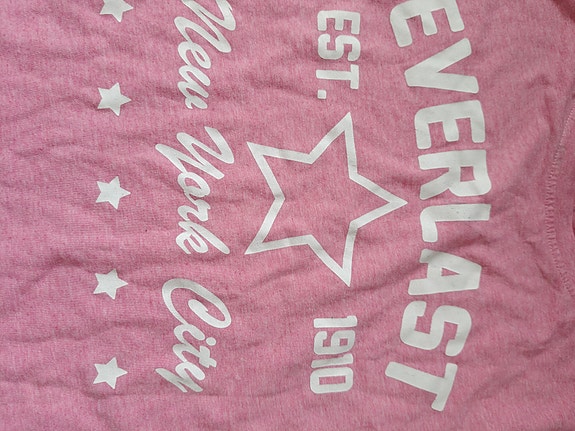 EVERLAST
EST. 1910
New York City